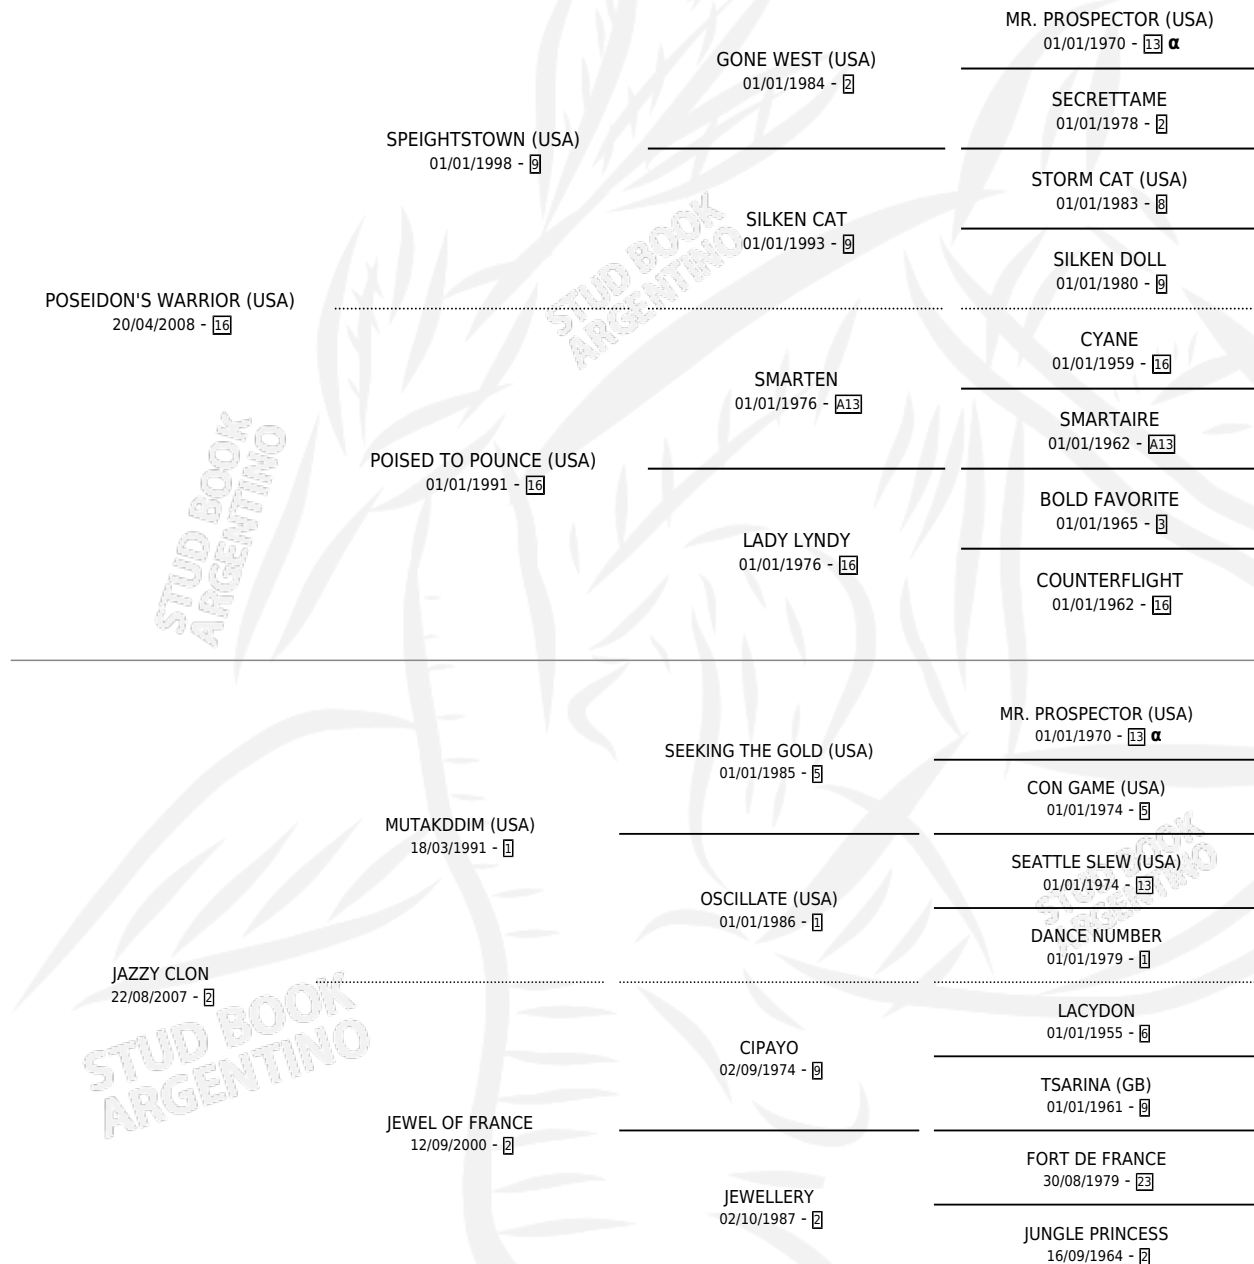 MR. PROSPECTOR (USA)
01/01/1970 - 13 α
GONE WEST (USA)
01/01/1984 - 2
SECRETTAME
01/01/1978 - 2
SPEIGHTSTOWN (USA)
01/01/1998 - 9
STORM CAT (USA)
01/01/1983 - 8
SILKEN CAT
01/01/1993 - 9
SILKEN DOLL
01/01/1980 - 9
POSEIDON'S WARRIOR (USA)
20/04/2008 - 16
CYANE
01/01/1959 - 16
SMARTEN
01/01/1976 - A13
SMARTAIRE
01/01/1962 - A13
POISED TO POUNCE (USA)
01/01/1991 - 16
BOLD FAVORITE
01/01/1965 - 3
LADY LYNDY
01/01/1976 - 16
COUNTERFLIGHT
01/01/1962 - 16
MR. PROSPECTOR (USA)
01/01/1970 - 13 α
SEEKING THE GOLD (USA)
01/01/1985 - 5
CON GAME (USA)
01/01/1974 - 5
MUTAKDDIM (USA)
18/03/1991 - 1
SEATTLE SLEW (USA)
01/01/1974 - 13
OSCILLATE (USA)
01/01/1986 - 1
DANCE NUMBER
01/01/1979 - 1
JAZZY CLON
22/08/2007 - 2
LACYDON
01/01/1955 - 6
CIPAYO
02/09/1974 - 9
TSARINA (GB)
01/01/1961 - 9
JEWEL OF FRANCE
12/09/2000 - 2
FORT DE FRANCE
30/08/1979 - 23
JEWELLERY
02/10/1987 - 2
JUNGLE PRINCESS
16/09/1964 - 2
STUD BOOK
ARGENTINO
STUD BOOK
ARGENTINO
STUD BOOK
ARGENTINO
STUD BOOK
ARGENTINO